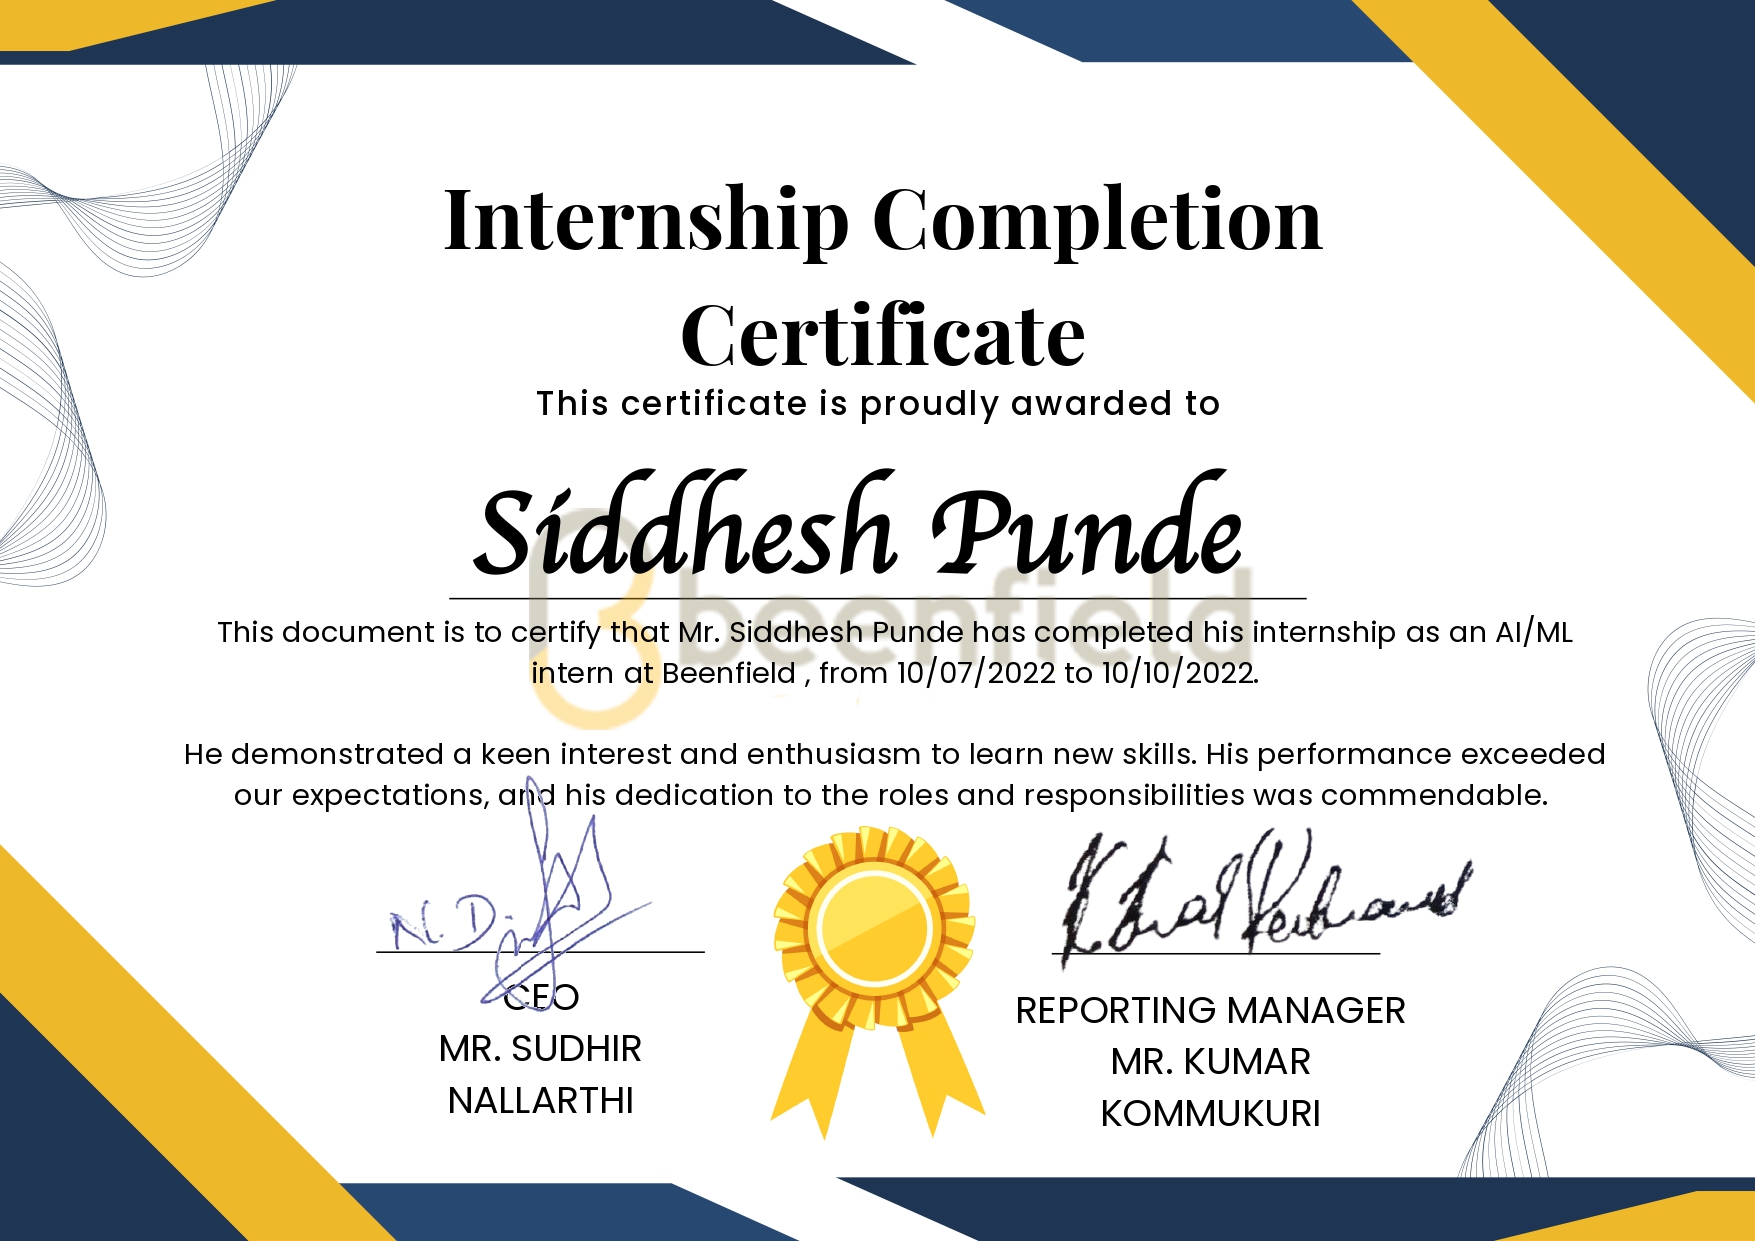 Internship Completion
Certificate
This certificate is proudly awarded to
Siddhesh Punde
beenfield
This document is to certify that Mr. Siddhesh Punde has completed his internship as an AI/ML
intern at Beenfield , from 10/07/2022 to 10/10/2022.
He demonstrated a keen interest and enthusiasm to learn new skills. His performance exceeded
our expectations, and his dedication to the roles and responsibilities was commendable.
CEO
MR. SUDHIR
NALLARTHI
REPORTING MANAGER
MR. KUMAR
KOMMUKURI